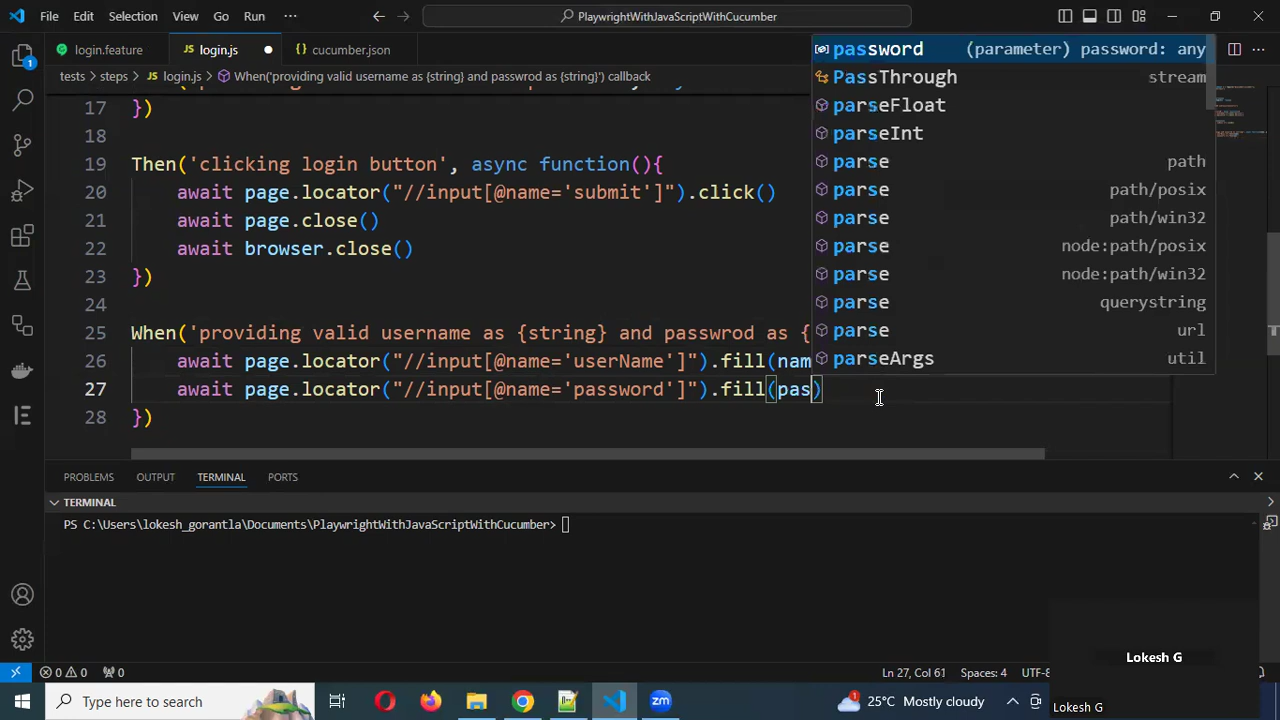 File Edit Selection View Go Run ··· PlaywrightWithJavaScriptWithCucumber
login.feature JS login.js cucumber.json
tests > steps > JS login.js > When('providing valid username as {string} and passwrod as {string}') callback
17 })
18
19 Then('clicking login button', async function(){
20 await page.locator("//input[@name='submit']").click()
21 await page.close()
22 await browser.close()
23 })
24
25 When('providing valid username as {string} and passwrod as {
26 await page.locator("//input[@name='userName']").fill(nam
27 await page.locator("//input[@name='password']").fill(pas)
28 })
password (parameter) password: any
PassThrough stream
parseFloat
parseInt
parse path
parse path/posix
parse path/win32
parse node:path/posix
parse node:path/win32
parse querystring
parse url
parseArgs util
PROBLEMS OUTPUT TERMINAL PORTS
TERMINAL
PS C:\Users\lokesh_gorantla\Documents\PlaywrightWithJavaScriptWithCucumber>
Lokesh G
0 0 0 Ln 27, Col 61 Spaces: 4 UTF-8
Type here to search zm 1 25°C Mostly cloudy Lokesh G